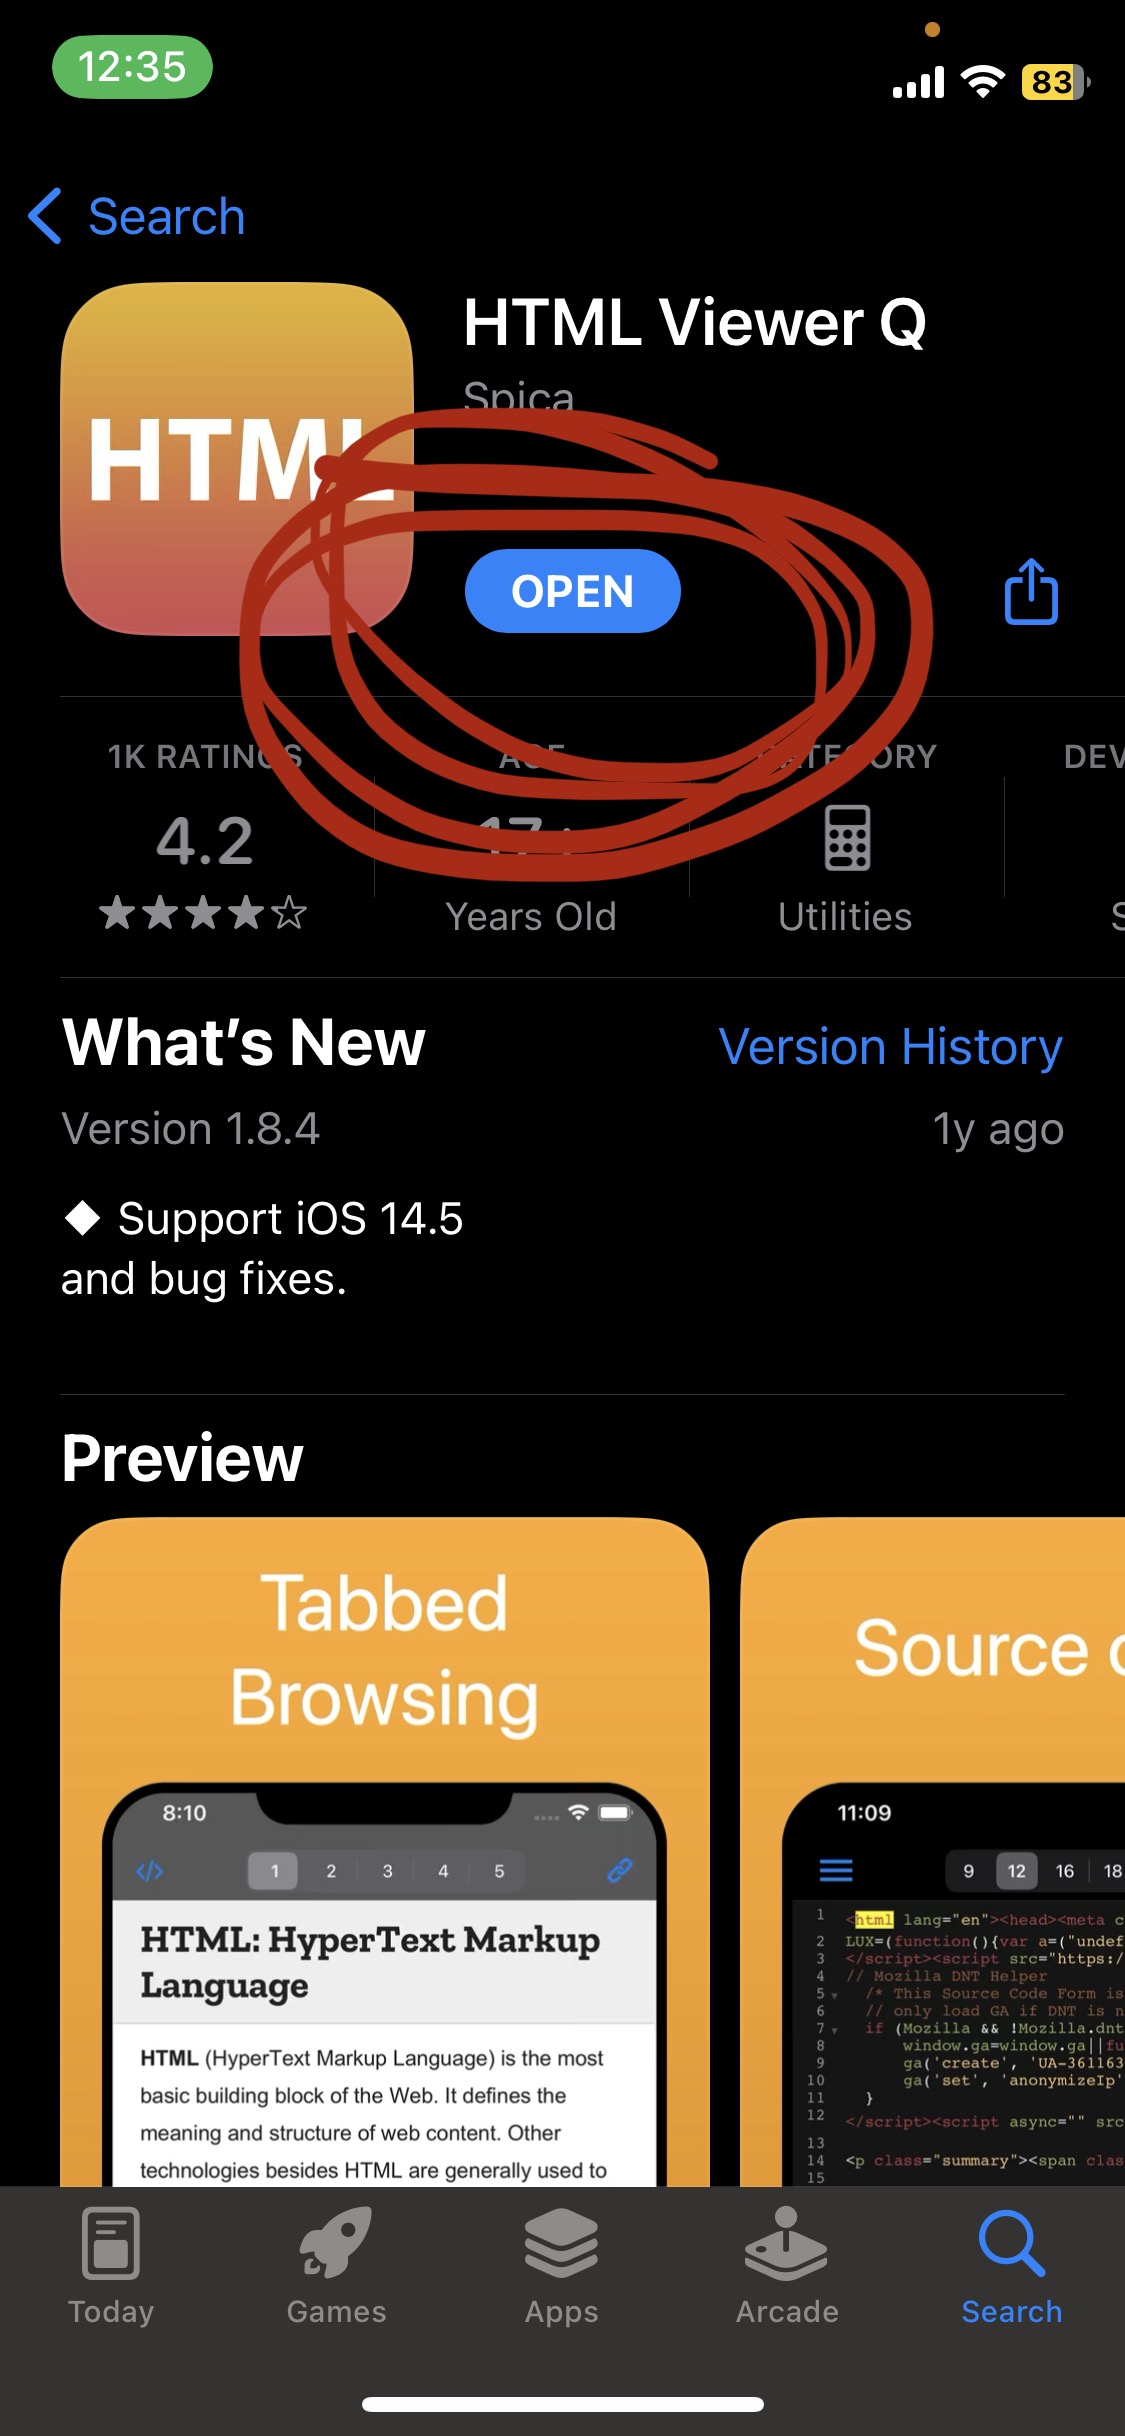 12:35
83
Search
HTML
HTML Viewer Q
Spica
OPEN
1K RATINGS
AGE
CATEGORY
DEV
4.2
17+
★★★★☆
Years Old
Utilities
S
What's New
Version History
Version 1.8.4
1y ago
◆ Support iOS 14.5
and bug fixes.
Preview
Tabbed
Browsing
8:10
</>
1 2 3 4 5
HTML: HyperText Markup
Language
HTML (HyperText Markup Language) is the most
basic building block of the Web. It defines the
meaning and structure of web content. Other
technologies besides HTML are generally used to
Source
11:09
9 12 16 18
1 <html lang="en"><head><meta c
2 LUX=(function(){var a=("undef
3 </script><script src="https:/
4 // Mozilla DNT Helper
5 /* This Source Code Form is
6 // only load GA if DNT is n
7 if (Mozilla && !Mozilla.dnt
8 window.ga=window.ga||fu
9 ga('create', 'UA-361163
10 ga('set', 'anonymizeIp'
11 }
12 </script><script async="" src
13
14 <p class="summary"><span clas
15
Today
Games
Apps
Arcade
Search